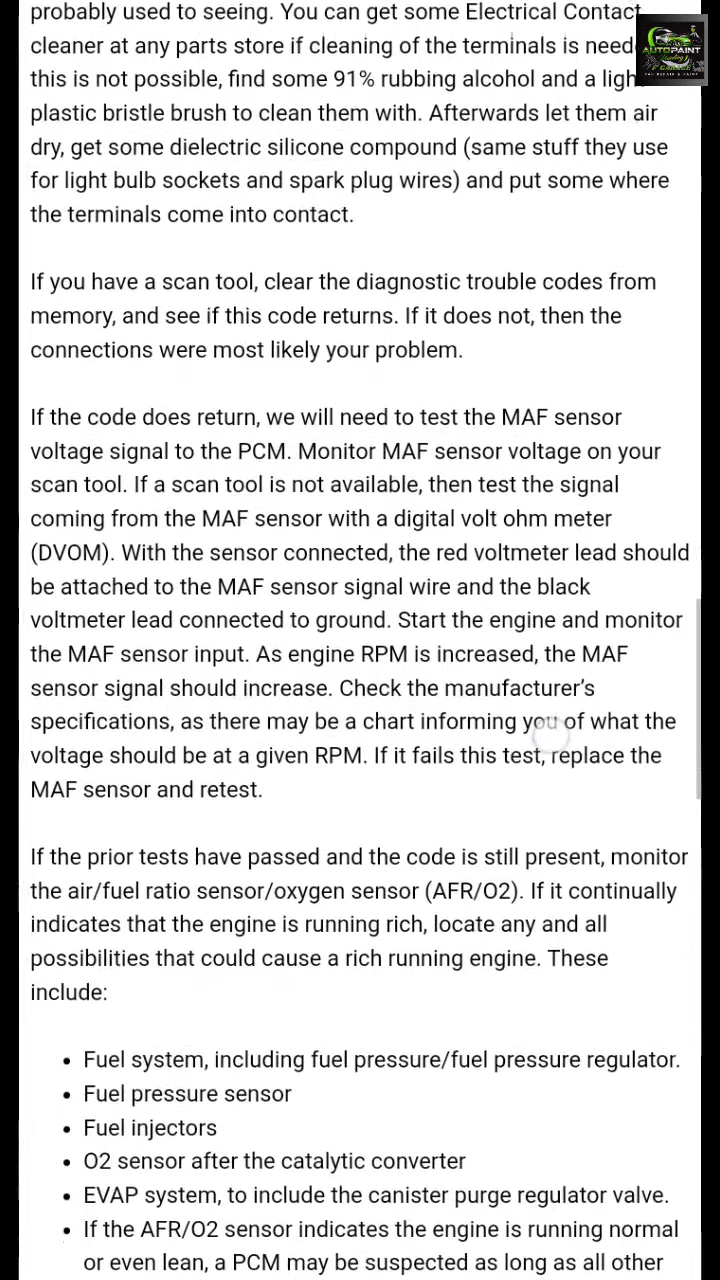 probably used to seeing. You can get some Electrical Contact
cleaner at any parts store if cleaning of the terminals is need
this is not possible, find some 91% rubbing alcohol and a ligh
plastic bristle brush to clean them with. Afterwards let them air
dry, get some dielectric silicone compound (same stuff they use
for light bulb sockets and spark plug wires) and put some where
the terminals come into contact.
If you have a scan tool, clear the diagnostic trouble codes from
memory, and see if this code returns. If it does not, then the
connections were most likely your problem.
If the code does return, we will need to test the MAF sensor
voltage signal to the PCM. Monitor MAF sensor voltage on your
scan tool. If a scan tool is not available, then test the signal
coming from the MAF sensor with a digital volt ohm meter
(DVOM). With the sensor connected, the red voltmeter lead should
be attached to the MAF sensor signal wire and the black
voltmeter lead connected to ground. Start the engine and monitor
the MAF sensor input. As engine RPM is increased, the MAF
sensor signal should increase. Check the manufacturer's
specifications, as there may be a chart informing you of what the
voltage should be at a given RPM. If it fails this test, replace the
MAF sensor and retest.
If the prior tests have passed and the code is still present, monitor
the air/fuel ratio sensor/oxygen sensor (AFR/O2). If it continually
indicates that the engine is running rich, locate any and all
possibilities that could cause a rich running engine. These
include:
• Fuel system, including fuel pressure/fuel pressure regulator.
• Fuel pressure sensor
• Fuel injectors
• O2 sensor after the catalytic converter
• EVAP system, to include the canister purge regulator valve.
• If the AFR/O2 sensor indicates the engine is running normal
or even lean, a PCM may be suspected as long as all other
AUTOPAINT